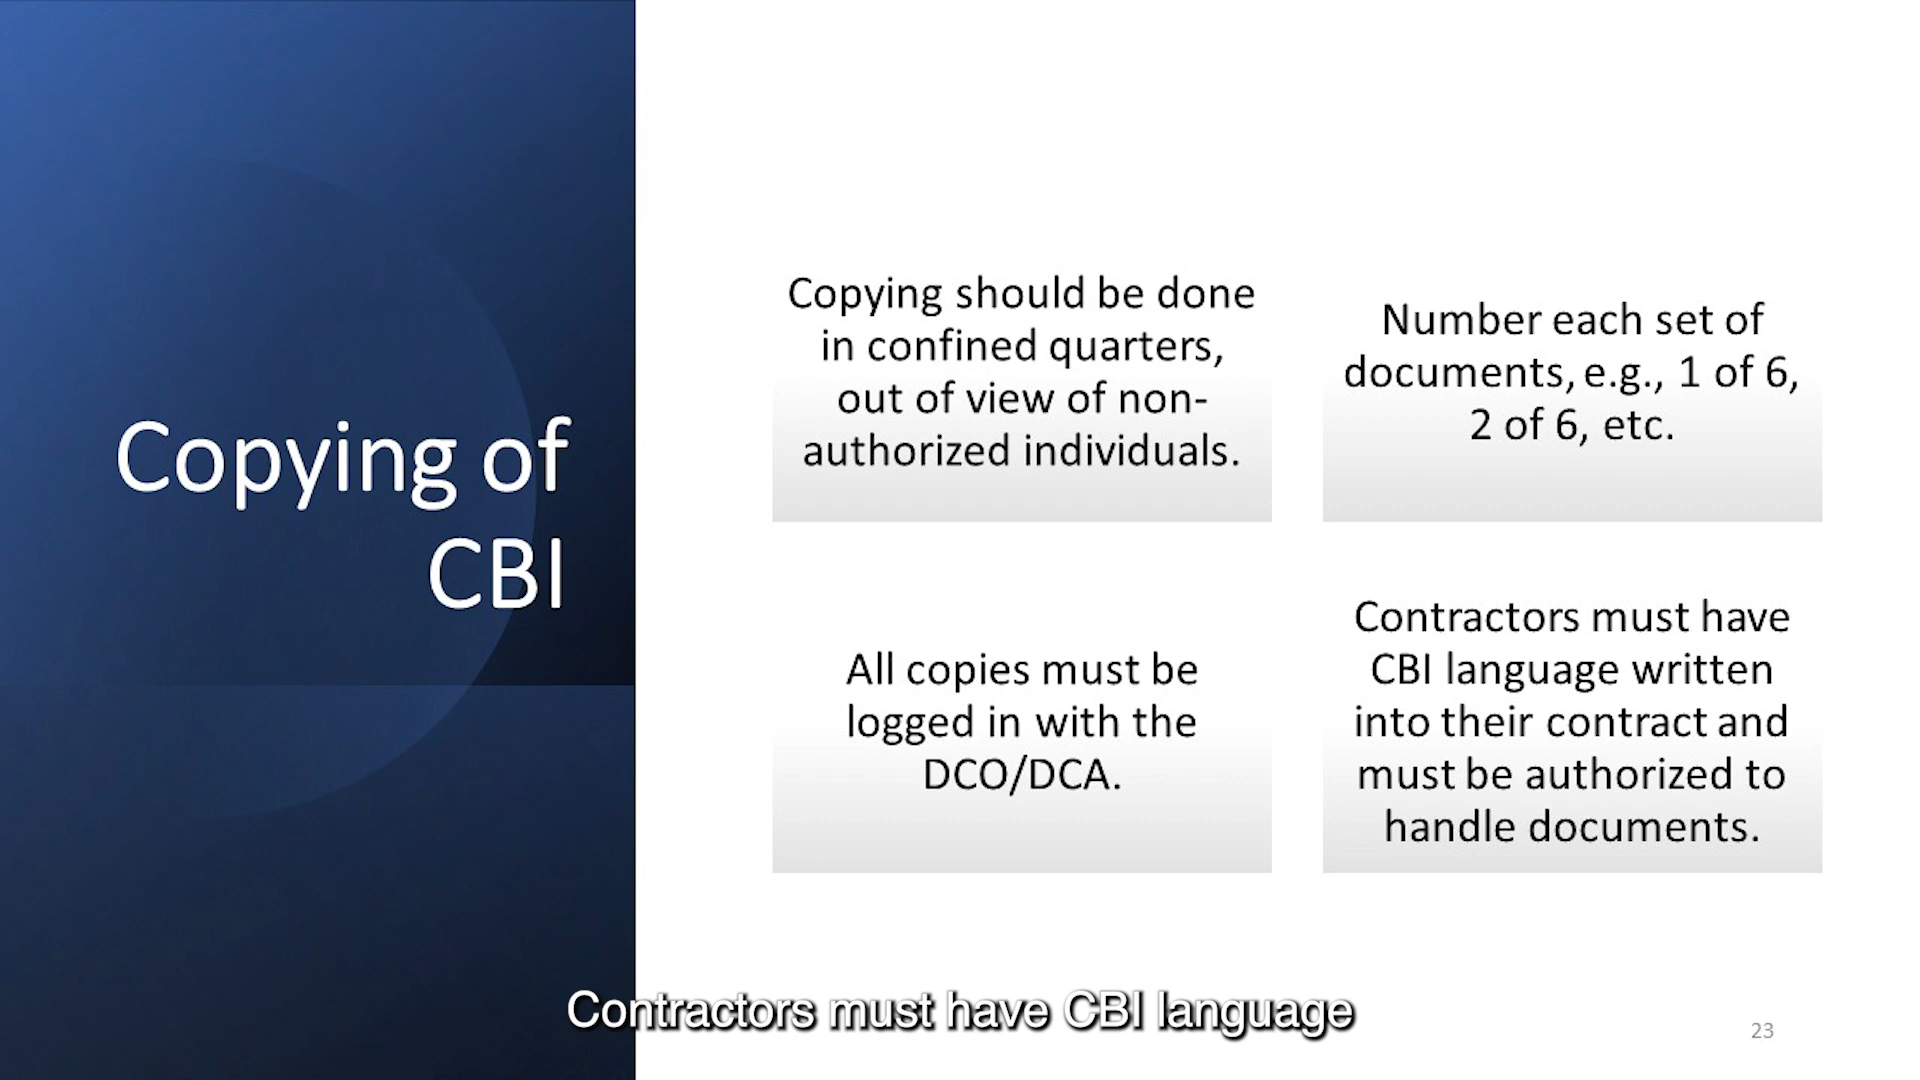 Copying of
CBI
Copying should be done
in confined quarters,
out of view of non-
authorized individuals.
Number each set of
documents, e.g., 1 of 6,
2 of 6, etc.
All copies must be
logged in with the
DCO/DCA.
Contractors must have
CBI language written
into their contract and
must be authorized to
handle documents.
Contractors must have CBI language
23